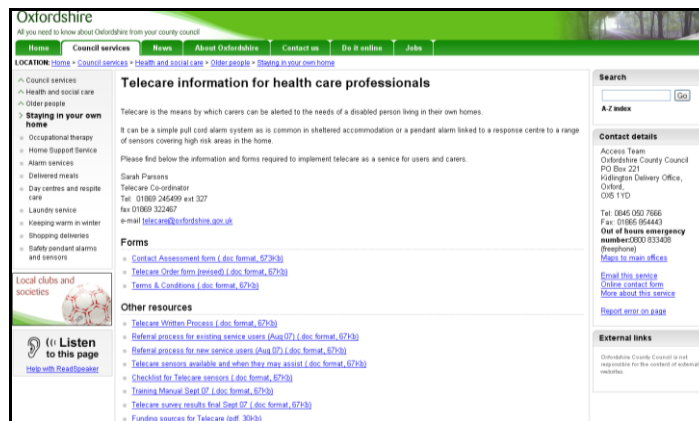 Oxfordshire
All you need to know about Oxfordshire from your county council
Home
Council services
News
About Oxfordshire
Contact us
Do it online
Jobs
LOCATION: Home > Council services > Health and social care > Older people > Staying in your own home
Council services
Health and social care
Older people
Staying in your own
home
Occupational therapy
Home Support Service
Alarm services
Delivered meals
Day centres and respite
care
Laundry service
Keeping warm in winter
Shopping deliveries
Safety pendant alarms
and sensors
Local clubs and
societies
Listen
to this page
Help with ReadSpeaker
Telecare information for health care professionals
Telecare is the means by which carers can be alerted to the needs of a disabled person living in their own homes.
It can be a simple pull cord alarm system as is common in sheltered accommodation or a pendant alarm linked to a response centre to a range
of sensors covering high risk areas in the home.
Please find below the information and forms required to implement telecare as a service for users and carers.
Sarah Parsons
Telecare Co-ordinator
Tel: 01869 245499 ext 327
fax 01869 322467
e-mail telecare@oxfordshire.gov.uk
Forms
Contact Assessment form (.doc format, 573Kb)
Telecare Order form (revised) (.doc format, 67Kb)
Terms & Conditions (.doc format, 67Kb)
Other resources
Telecare Written Process (.doc format, 67Kb)
Referral process for existing service users (Aug 07) (.doc format, 67Kb)
Referral process for new service users (Aug 07) (.doc format, 67Kb)
Telecare sensors available and when they may assist (.doc format, 67Kb)
Checklist for Telecare sensors (.doc format, 67Kb)
Training Manual Sept 07 (.doc format, 67Kb)
Telecare survey results final Sept 07 (.doc format, 67Kb)
Funding sources for Telecare (pdf, 30Kb)
Search
Go
A-Z index
Contact details
Access Team
Oxfordshire County Council
PO Box 221
Kidlington Delivery Office,
Oxford,
OX5 1YD
Tel: 0845 050 7666
Fax: 01865 854443
Out of hours emergency
number:0800 833408
(freephone)
Maps to main offices
Email this service
Online contact form
More about this service
Report error on page
External links
Oxfordshire County Council is not
responsible for the content of external
websites.